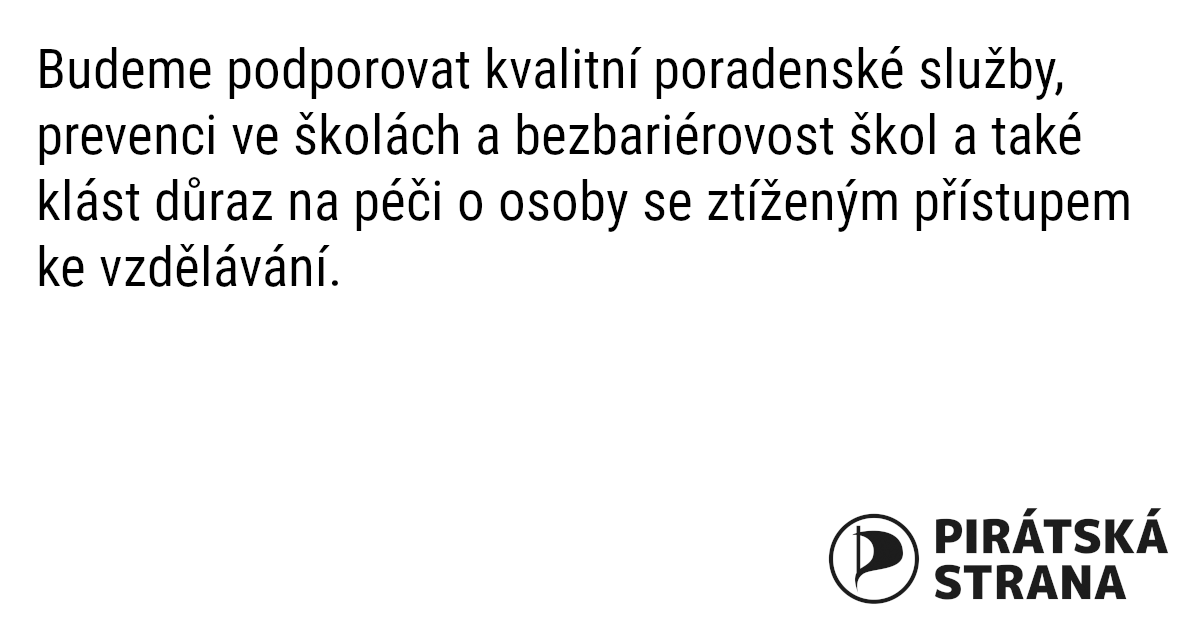 Budeme podporovat kvalitní poradenské služby,
prevenci ve školách a bezbariérovost škol a také
klást důraz na péči o osoby se ztíženým přístupem
ke vzdělávání.
PIRÁTSKÁ
STRANA